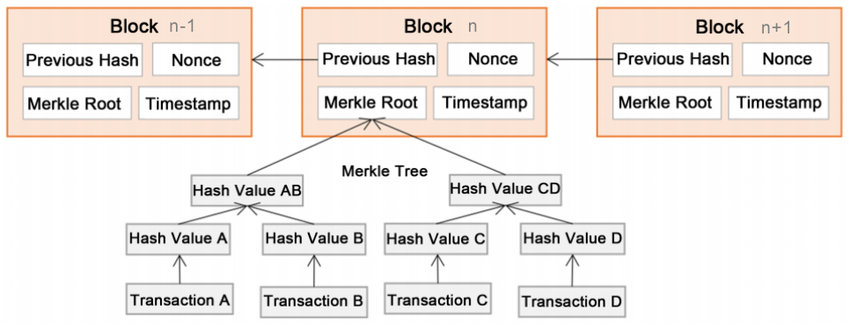 Block n-1
Block n
Block n+1
Previous Hash Nonce
Previous Hash Nonce
Previous Hash Nonce
Merkle Root Timestamp
Merkle Root Timestamp
Merkle Root Timestamp
Merkle Tree
Hash Value AB
Hash Value CD
Hash Value A
Hash Value B
Hash Value C
Hash Value D
Transaction A
Transaction B
Transaction C
Transaction D